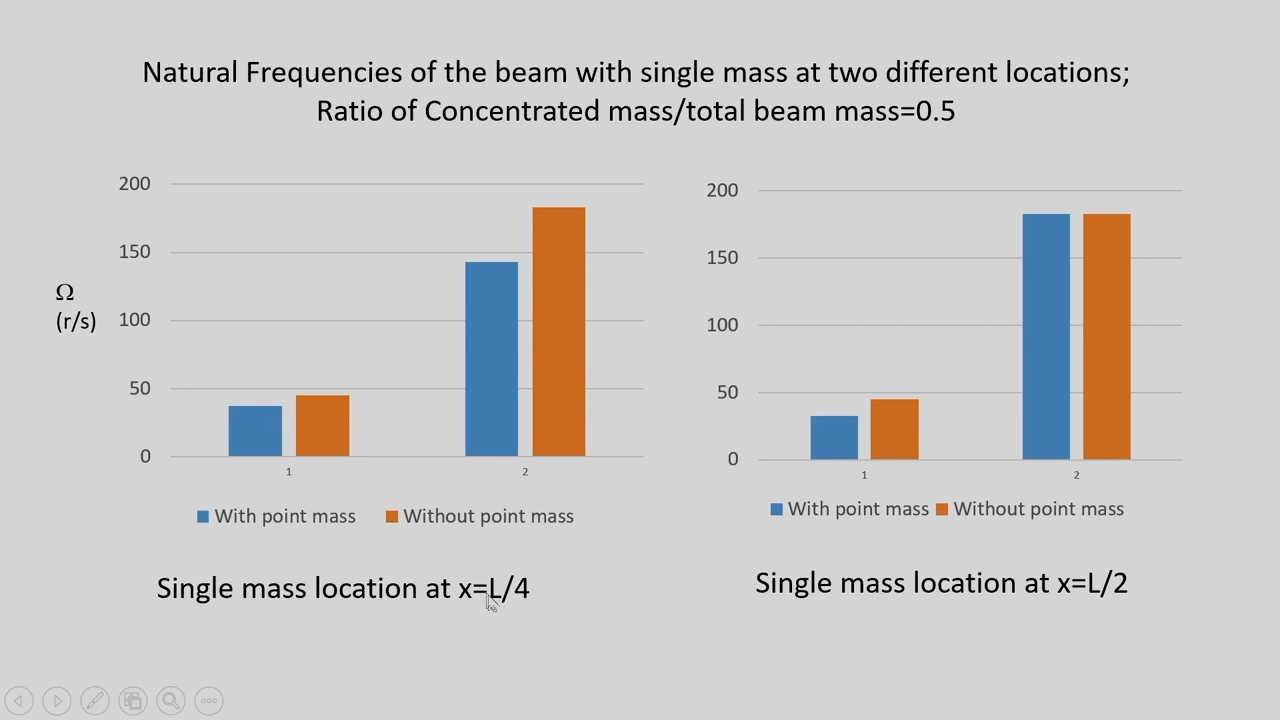 Natural Frequencies of the beam with single mass at two different locations;
Ratio of Concentrated mass/total beam mass=0.5
Ω
(r/s)
200
150
100
50
0
1
2
With point mass
Without point mass
Single mass location at x=L/4
200
150
100
50
0
1
2
With point mass
Without point mass
Single mass location at x=L/2